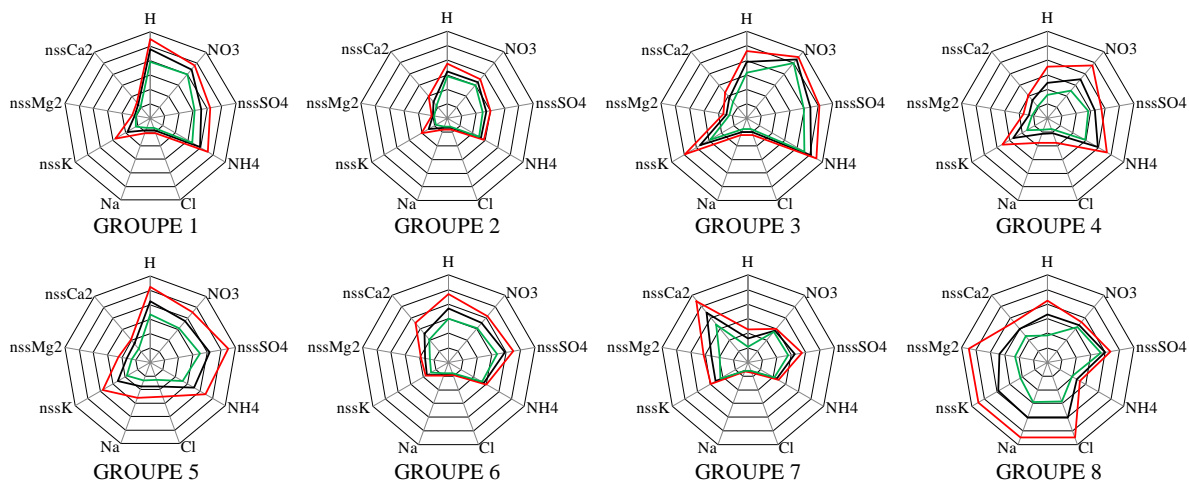 H
nssCa2 NO3
nssMg2 nssSO4
nssK NH4
Na Cl
GROUPE 1
H
nssCa2 NO3
nssMg2 nssSO4
nssK NH4
Na Cl
GROUPE 2
H
nssCa2 NO3
nssMg2 nssSO4
nssK NH4
Na Cl
GROUPE 3
H
nssCa2 NO3
nssMg2 nssSO4
nssK NH4
Na Cl
GROUPE 4
H
nssCa2 NO3
nssMg2 nssSO4
nssK NH4
Na Cl
GROUPE 5
H
nssCa2 NO3
nssMg2 nssSO4
nssK NH4
Na Cl
GROUPE 6
H
nssCa2 NO3
nssMg2 nssSO4
nssK NH4
Na Cl
GROUPE 7
H
nssCa2 NO3
nssMg2 nssSO4
nssK NH4
Na Cl
GROUPE 8